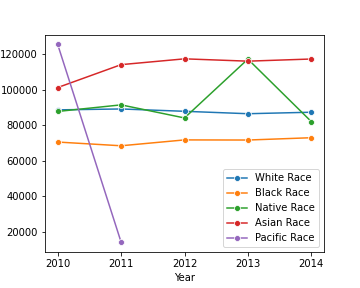 120000
100000
80000
60000
40000
20000
White Race
Black Race
Native Race
Asian Race
Pacific Race
2010 2011 2012 2013 2014
Year